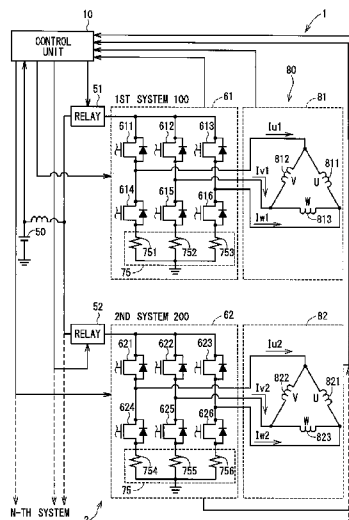 10
CONTROL UNIT
1
51
RELAY
1ST SYSTEM 100
61
80
81
611
612
613
Iu1
812
811
V
U
614
615
616
Iv1
W
813
Iw1
50
751
752
753
75
52
RELAY
2ND SYSTEM 200
62
82
621
622
623
Iu2
822
821
V
U
624
625
626
Iv2
W
823
Iw2
754
755
756
75
N-TH SYSTEM
2